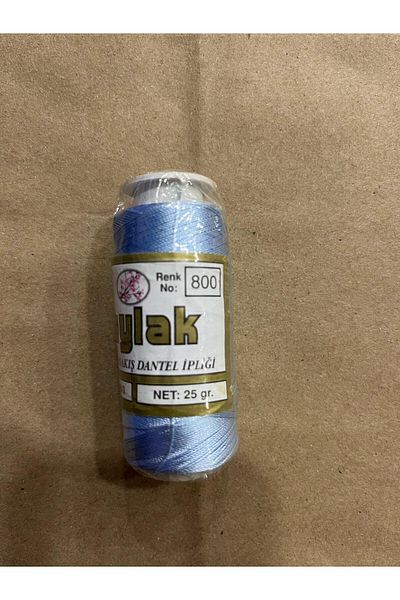 Renk
No: 800
ylak
DANTEL İPLİĞİ
NET: 25 gr.